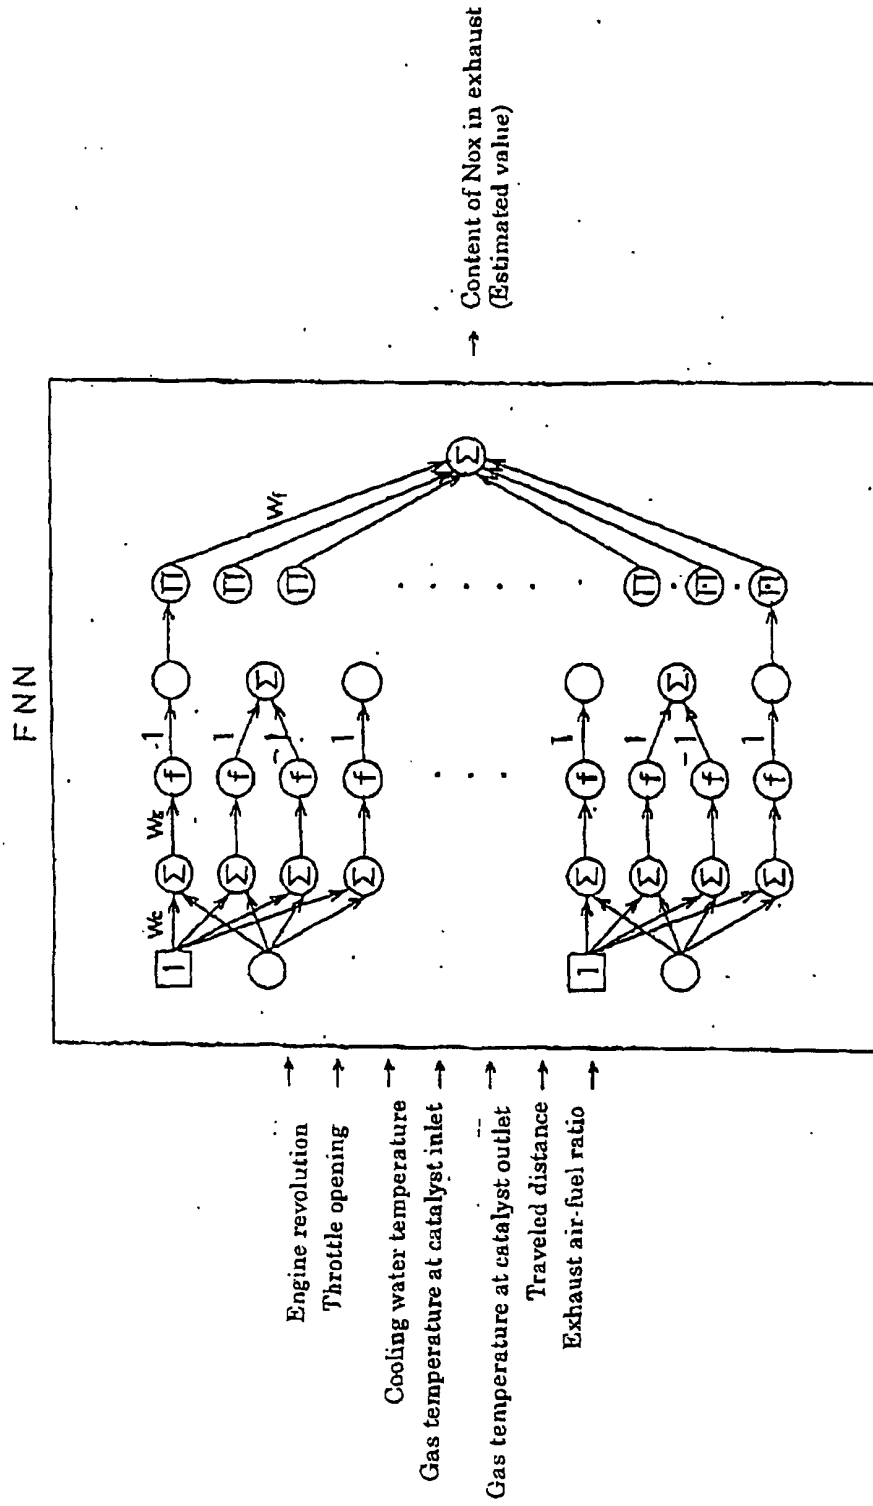 FNN
Engine revolution
Throttle opening
Cooling water temperature
Gas temperature at catalyst inlet
Gas temperature at catalyst outlet
Traveled distance
Exhaust air-fuel ratio
1
Wc
Σ
Wg
f
1
Π
Wf
Σ
f
1
Π
Σ
f
-1
Σ
Π
Σ
f
1
Σ
1
Σ
f
1
Π
Σ
f
1
Σ
f
-1
Σ
Π
Σ
f
1
Π
Content of Nox in exhaust
(Estimated value)